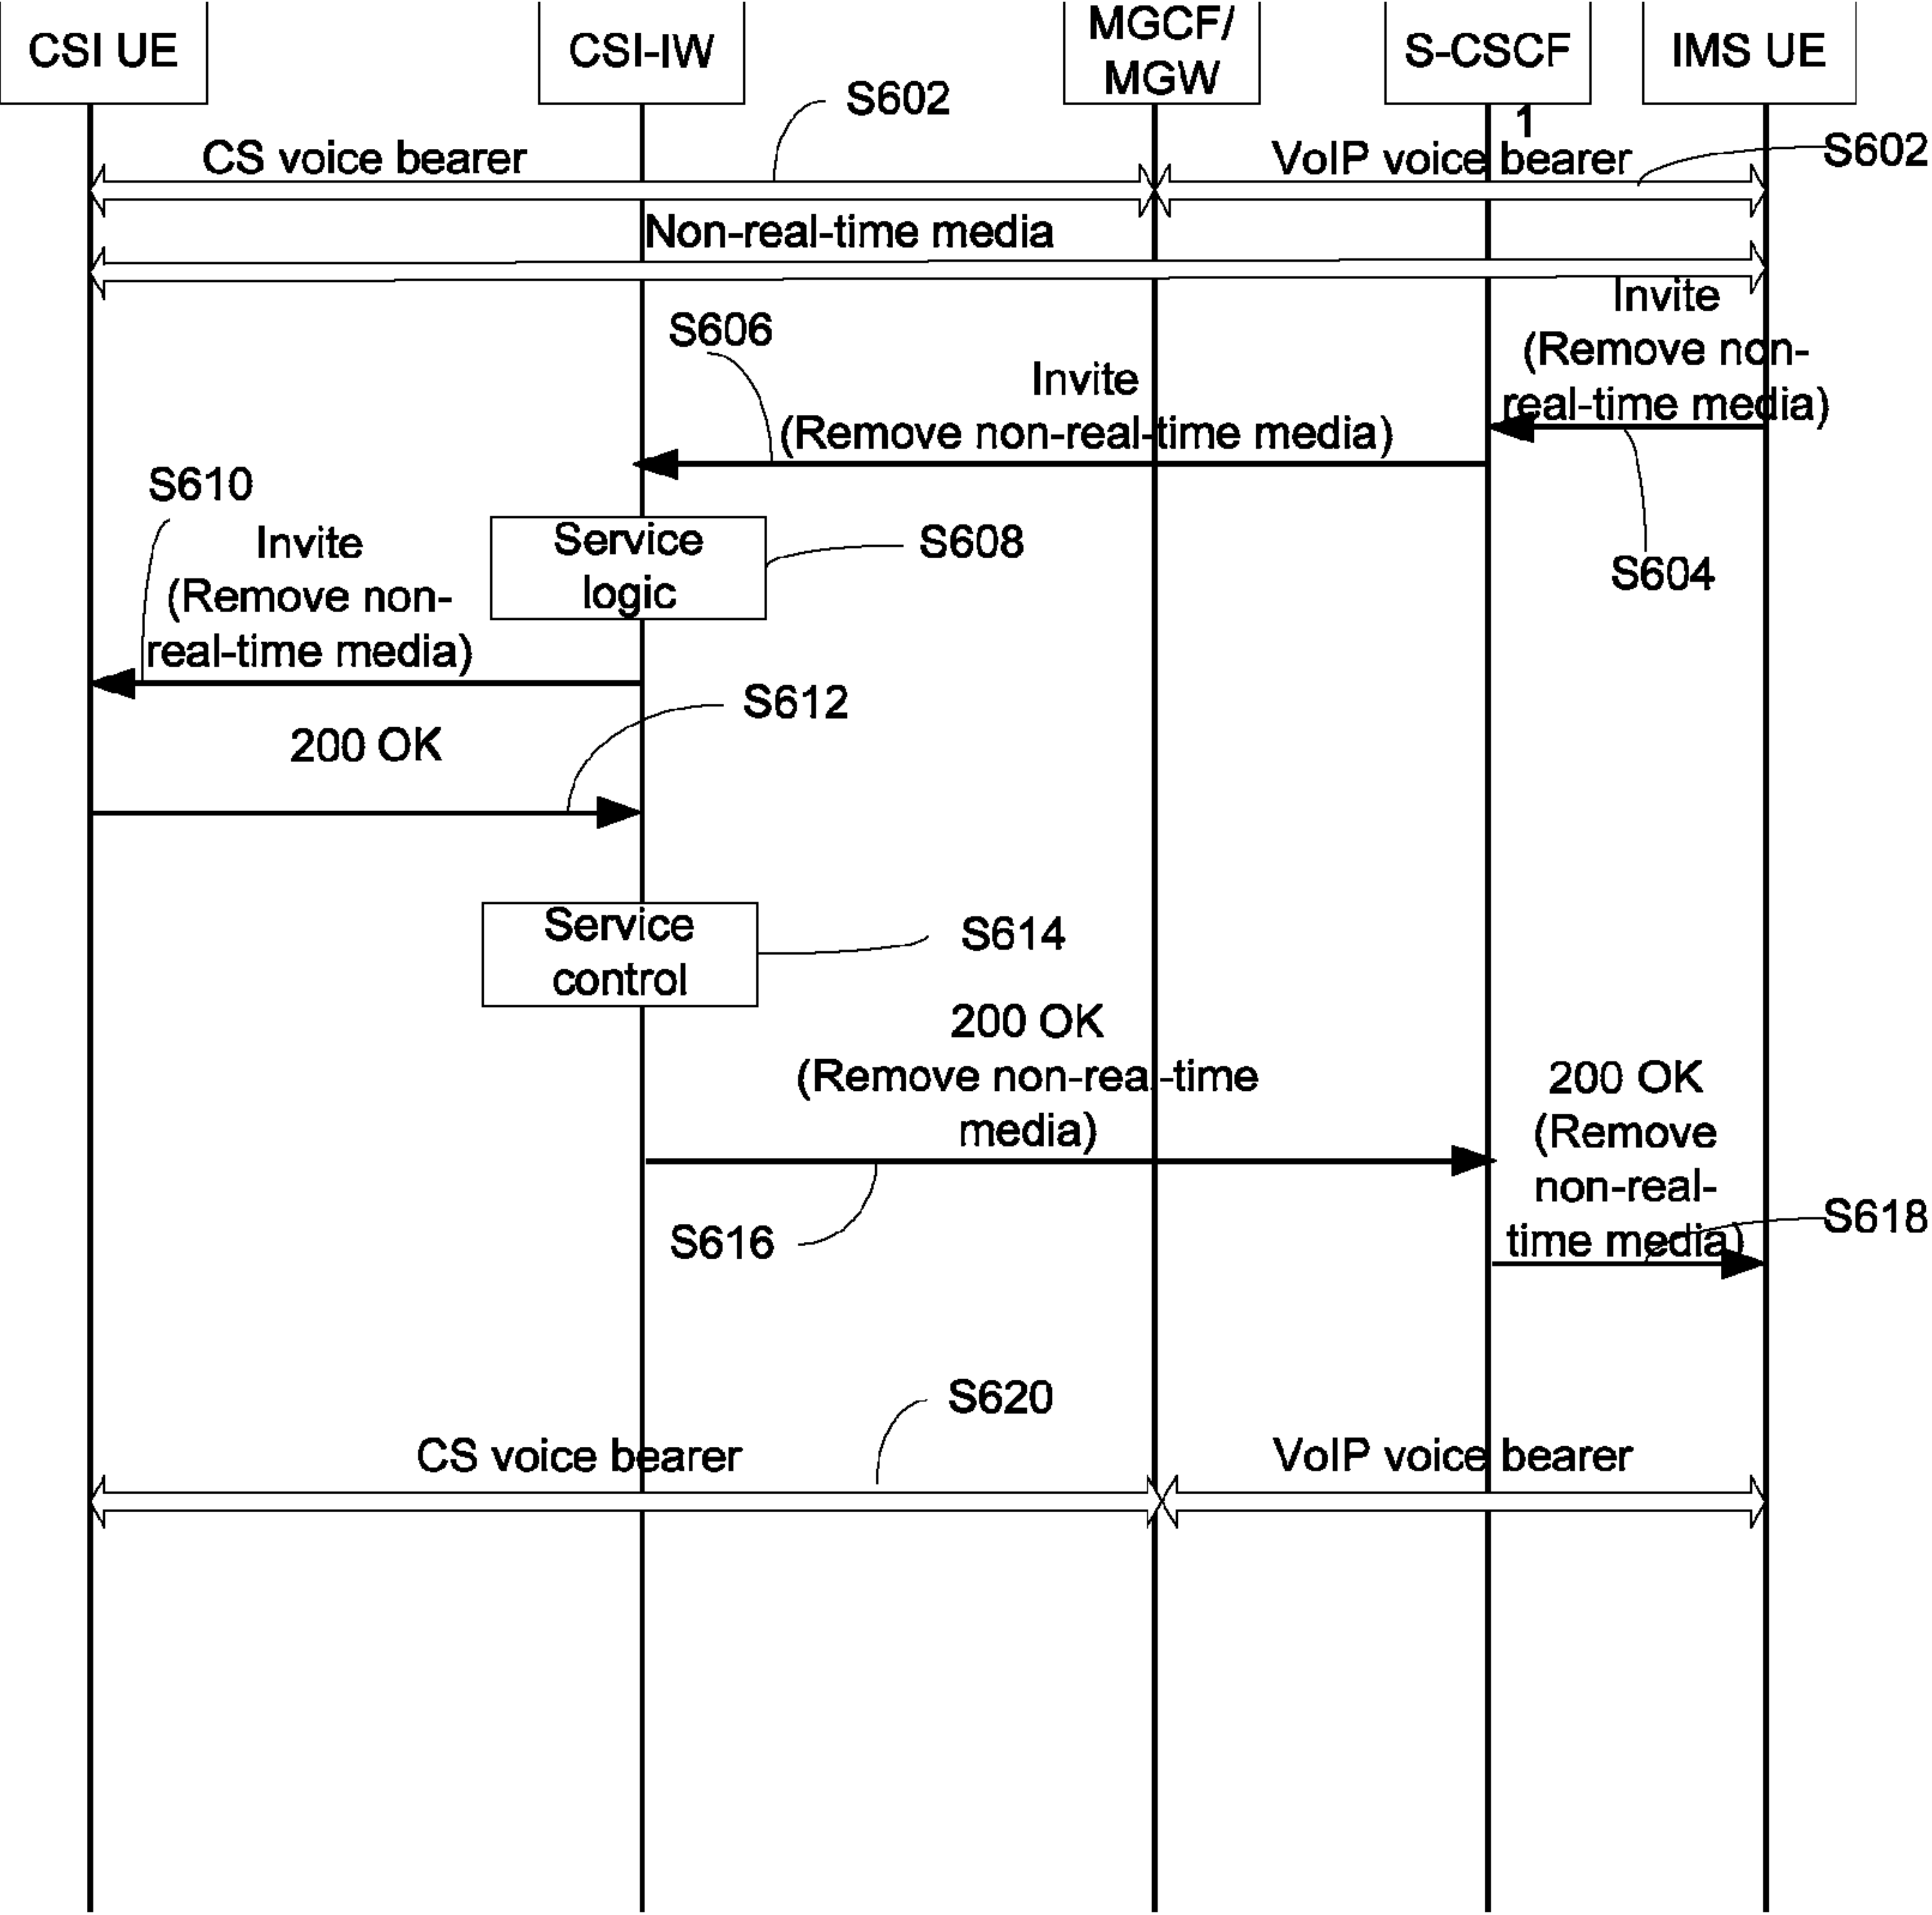 CSI UE
CSI-IW
MGCF/
MGW
S-CSCF
1
IMS UE
S602
CS voice bearer
VoIP voice bearer
S602
Non-real-time media
Invite
(Remove non-
real-time media)
S604
S606
Invite
(Remove non-real-time media)
Service
logic
S608
S610
Invite
(Remove non-
real-time media)
S612
200 OK
Service
control
S614
200 OK
(Remove non-real-time
media)
S616
200 OK
(Remove
non-real-
time media)
S618
S620
CS voice bearer
VoIP voice bearer